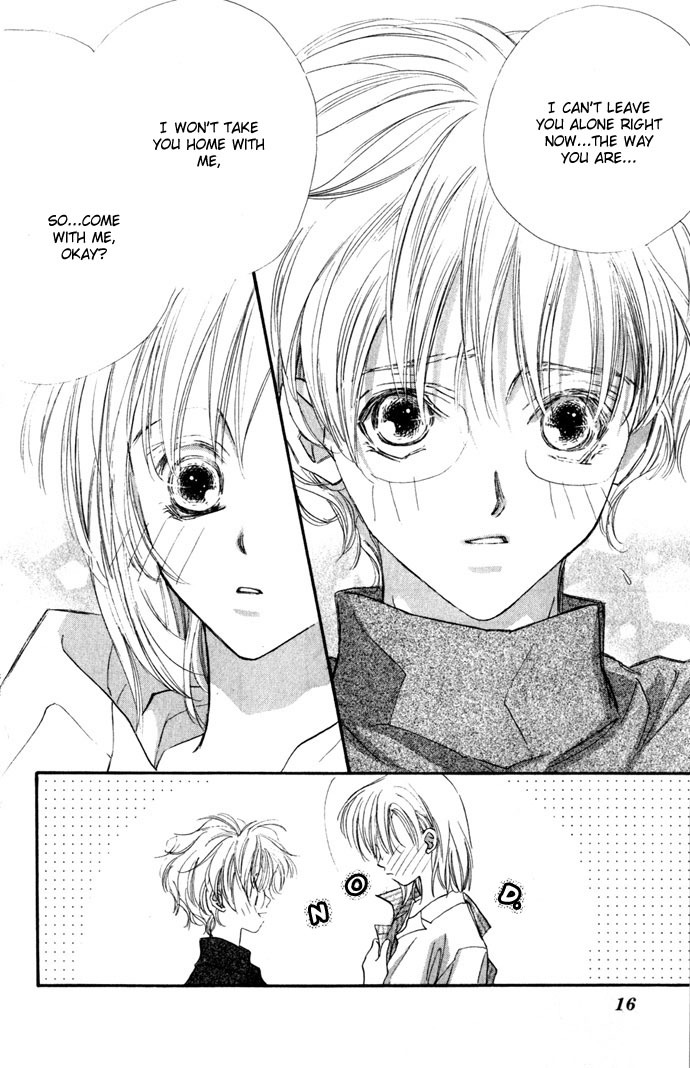 I CAN'T LEAVE
YOU ALONE RIGHT
NOW...THE WAY
YOU ARE...
I WON'T TAKE
YOU HOME WITH
ME,
SO...COME
WITH ME,
OKAY?
NOD.
16